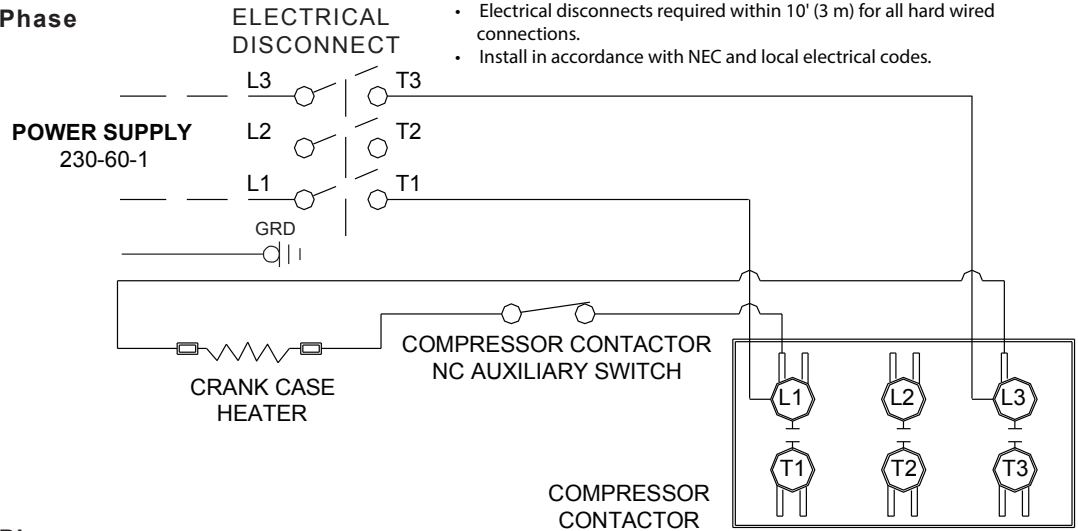 Phase
ELECTRICAL
DISCONNECT
• Electrical disconnects required within 10' (3 m) for all hard wired
connections.
• Install in accordance with NEC and local electrical codes.
L3
T3
POWER SUPPLY
230-60-1
L2
T2
L1
T1
GRD
COMPRESSOR CONTACTOR
NC AUXILIARY SWITCH
CRANK CASE
HEATER
L1
L2
L3
T1
T2
T3
COMPRESSOR
CONTACTOR